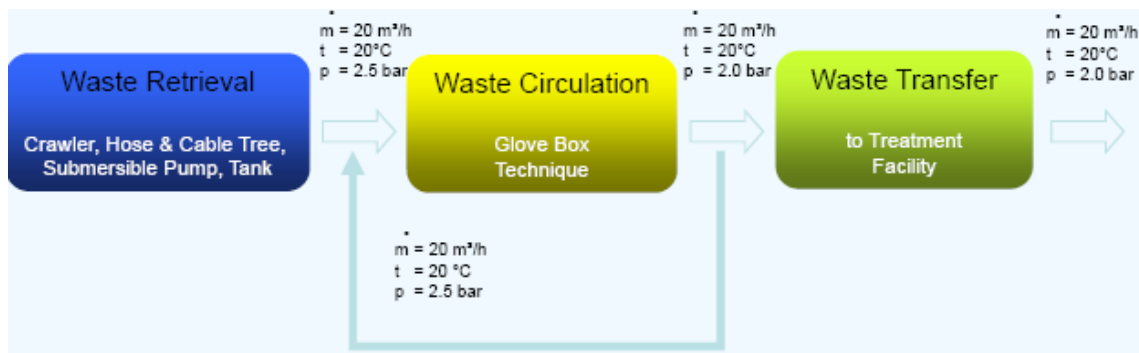 ṁ = 20 m³/h
t = 20°C
p = 2.5 bar
ṁ = 20 m³/h
t = 20°C
p = 2.0 bar
ṁ = 20 m³/h
t = 20°C
p = 2.0 bar
Waste Retrieval
Crawler, Hose & Cable Tree,
Submersible Pump, Tank
Waste Circulation
Glove Box
Technique
Waste Transfer
to Treatment
Facility
ṁ = 20 m³/h
t = 20 °C
p = 2.5 bar